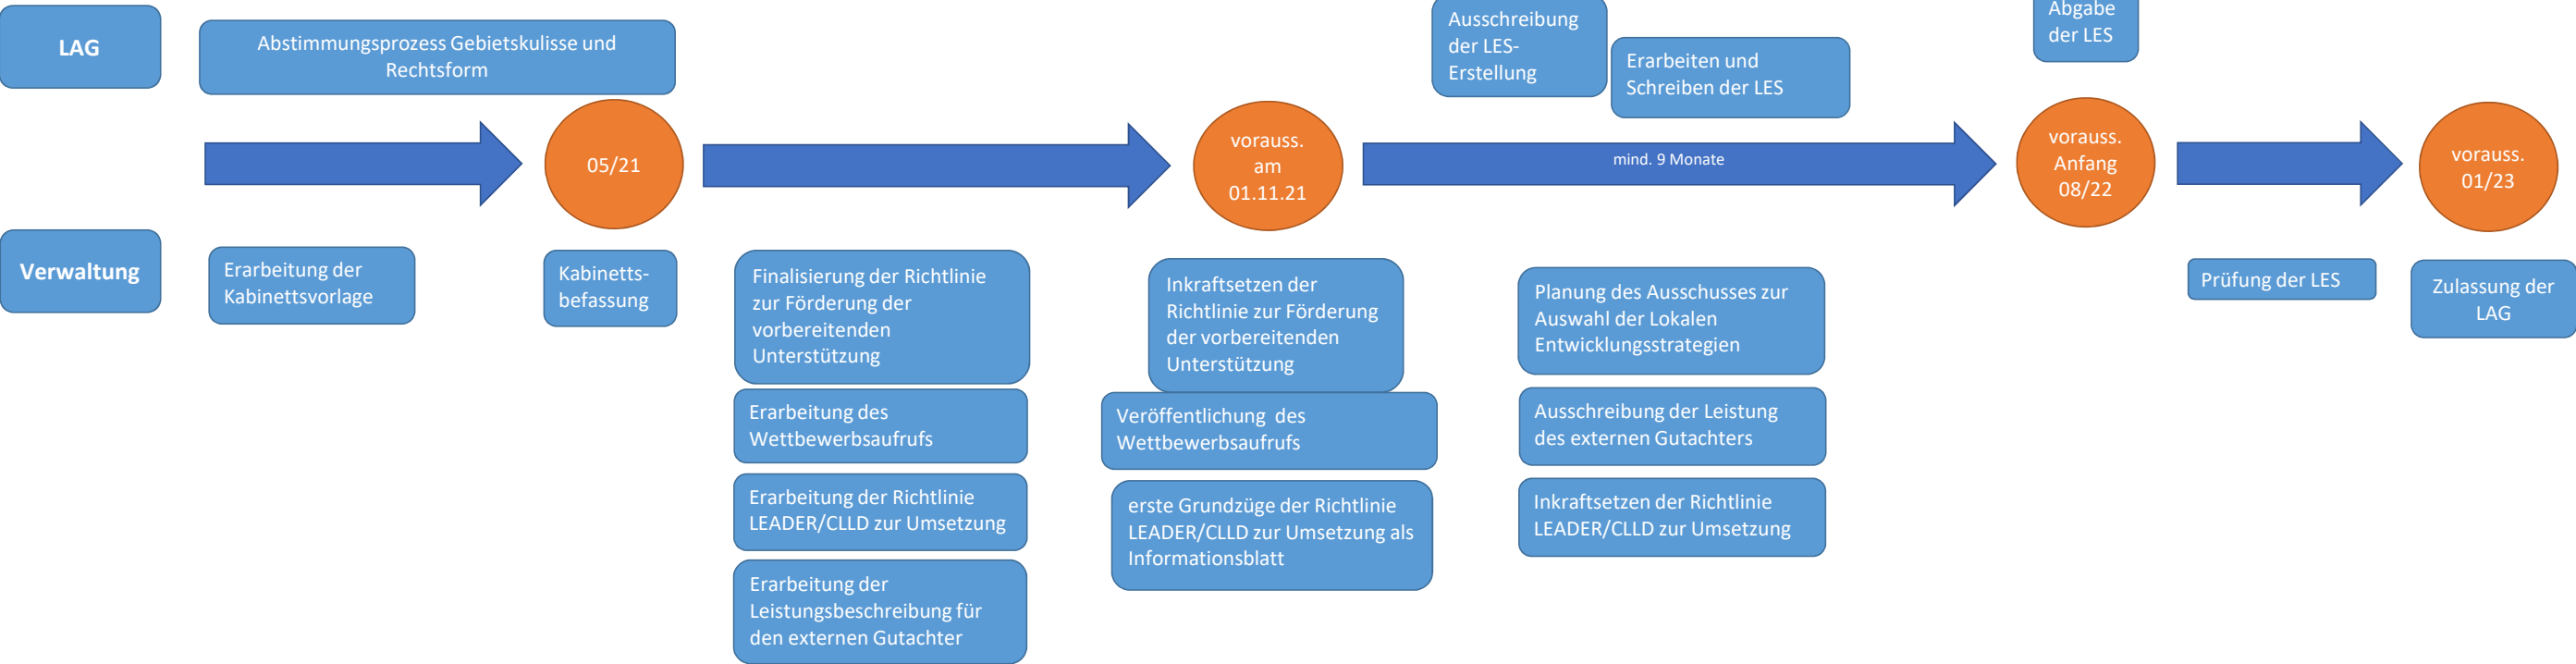 LAG
Abstimmungsprozess Gebietskulisse und
Rechtsform
Ausschreibung
der LES-
Erstellung
Erarbeiten und
Schreiben der LES
Abgabe
der LES
05/21
vorauss.
am
01.11.21
mind. 9 Monate
vorauss.
Anfang
08/22
vorauss.
01/23
Verwaltung
Erarbeitung der
Kabinettsvorlage
Kabinetts-
befassung
Finalisierung der Richtlinie
zur Förderung der
vorbereitenden
Unterstützung
Erarbeitung des
Wettbewerbsaufrufs
Erarbeitung der Richtlinie
LEADER/CLLD zur Umsetzung
Erarbeitung der
Leistungsbeschreibung für
den externen Gutachter
Inkraftsetzen der
Richtlinie zur Förderung
der vorbereitenden
Unterstützung
Veröffentlichung des
Wettbewerbsaufrufs
erste Grundzüge der Richtlinie
LEADER/CLLD zur Umsetzung als
Informationsblatt
Planung des Ausschusses zur
Auswahl der Lokalen
Entwicklungsstrategien
Ausschreibung der Leistung
des externen Gutachters
Inkraftsetzen der Richtlinie
LEADER/CLLD zur Umsetzung
Prüfung der LES
Zulassung der
LAG